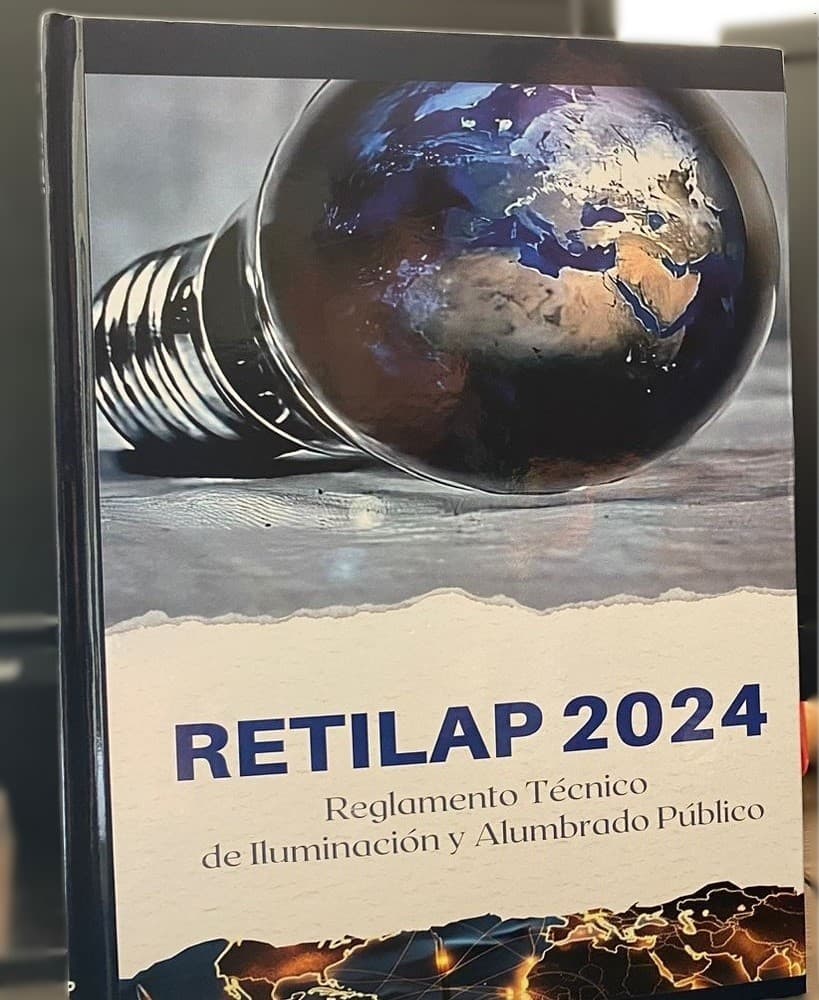 RETILAP 2024
Reglamento Técnico
de Iluminación y Alumbrado Público